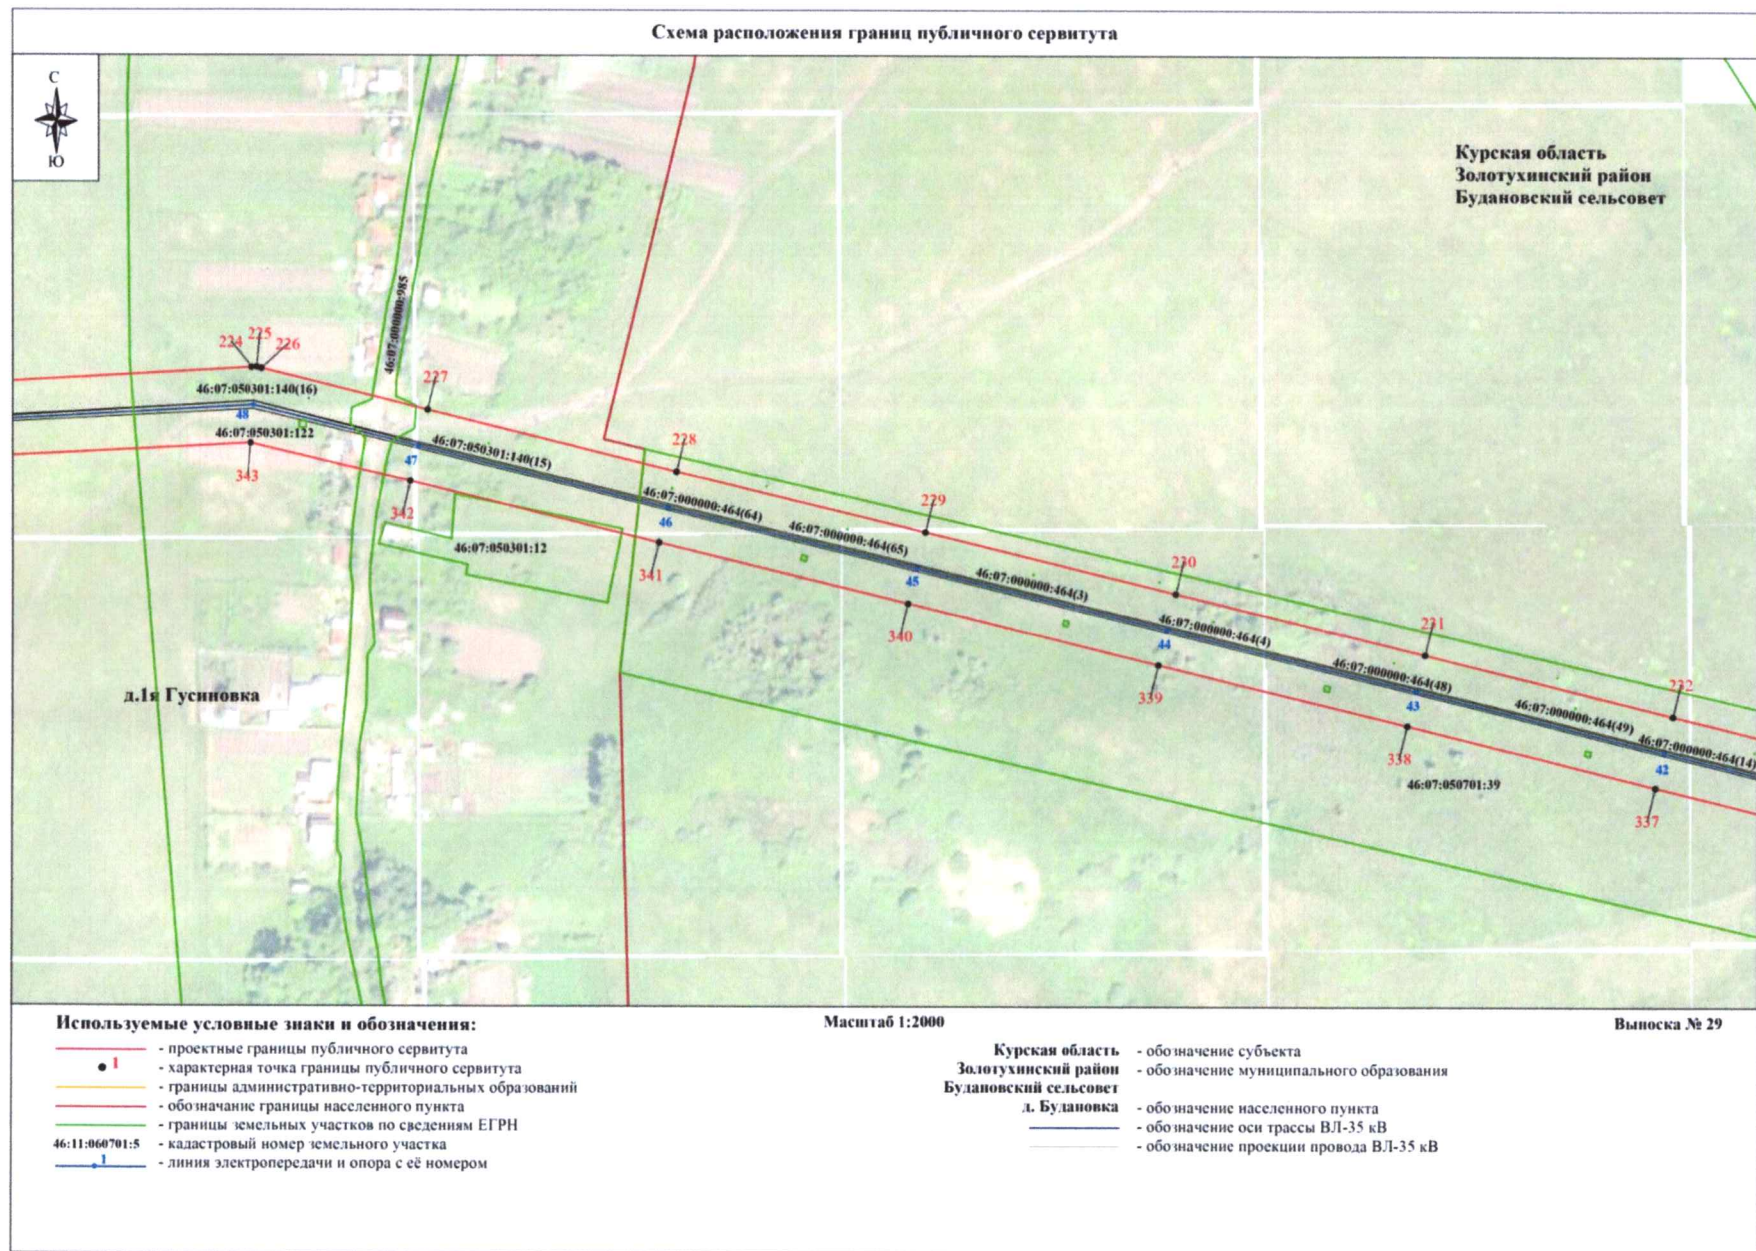 Схема расположения границ публичного сервитута
С
Ю
Курская область
Золотухинский район
Будановский сельсовет
46:07:000000:985
224
225
226
227
46:07:050301:140(16)
48
46:07:050301:122
343
47
46:07:050301:140(15)
342
228
46:07:000000:464(64)
46
46:07:050301:12
341
229
46:07:000000:464(65)
45
340
230
46:07:000000:464(3)
46:07:000000:464(4)
44
339
231
46:07:000000:464(48)
43
338
46:07:050701:39
232
46:07:000000:464(49)
46:07:000000:464(14)
42
337
д.1я Гусиновка
Используемые условные знаки и обозначения:
Масштаб 1:2000
Выноска № 29
- проектные границы публичного сервитута
1 - характерная точка границы публичного сервитута
- границы административно-территориальных образований
- обозначание границы населенного пункта
- границы земельных участков по сведениям ЕГРН
46:11:060701:5 - кадастровый номер земельного участка
1 - линия электропередачи и опора с её номером
Курская область - обозначение субъекта
Золотухинский район - обозначение муниципального образования
Будановский сельсовет
д. Будановка - обозначение населенного пункта
- обозначение оси трассы ВЛ-35 кВ
- обозначение проекции провода ВЛ-35 кВ